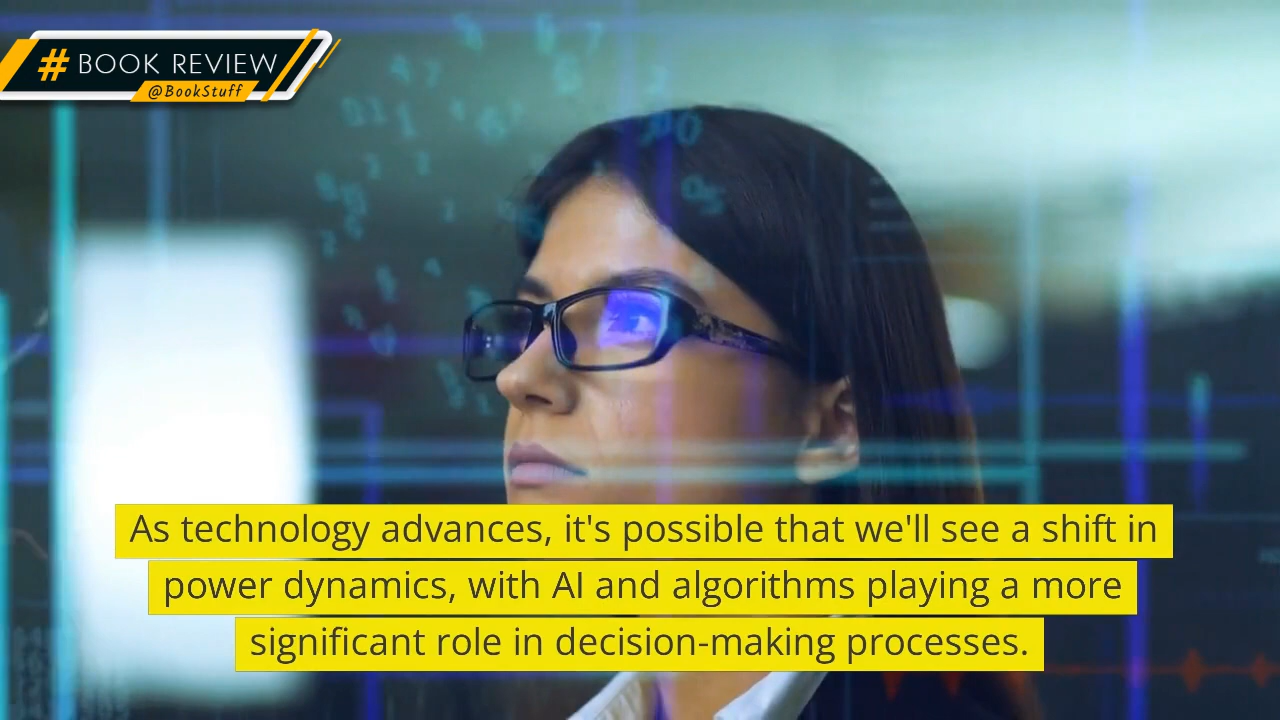 # BOOK REVIEW
@BookStuff
As technology advances, it's possible that we'll see a shift in
power dynamics, with AI and algorithms playing a more
significant role in decision-making processes.